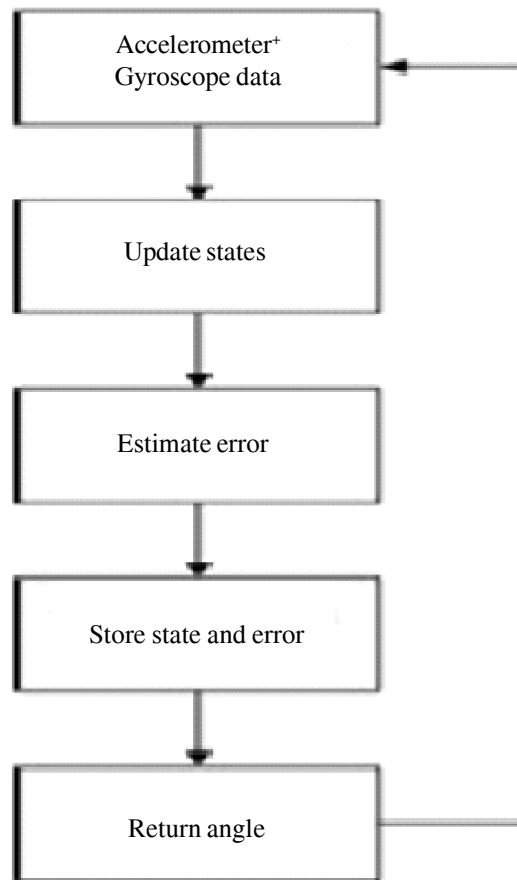 Accelerometer⁺
Gyroscope data
Update states
Estimate error
Store state and error
Return angle